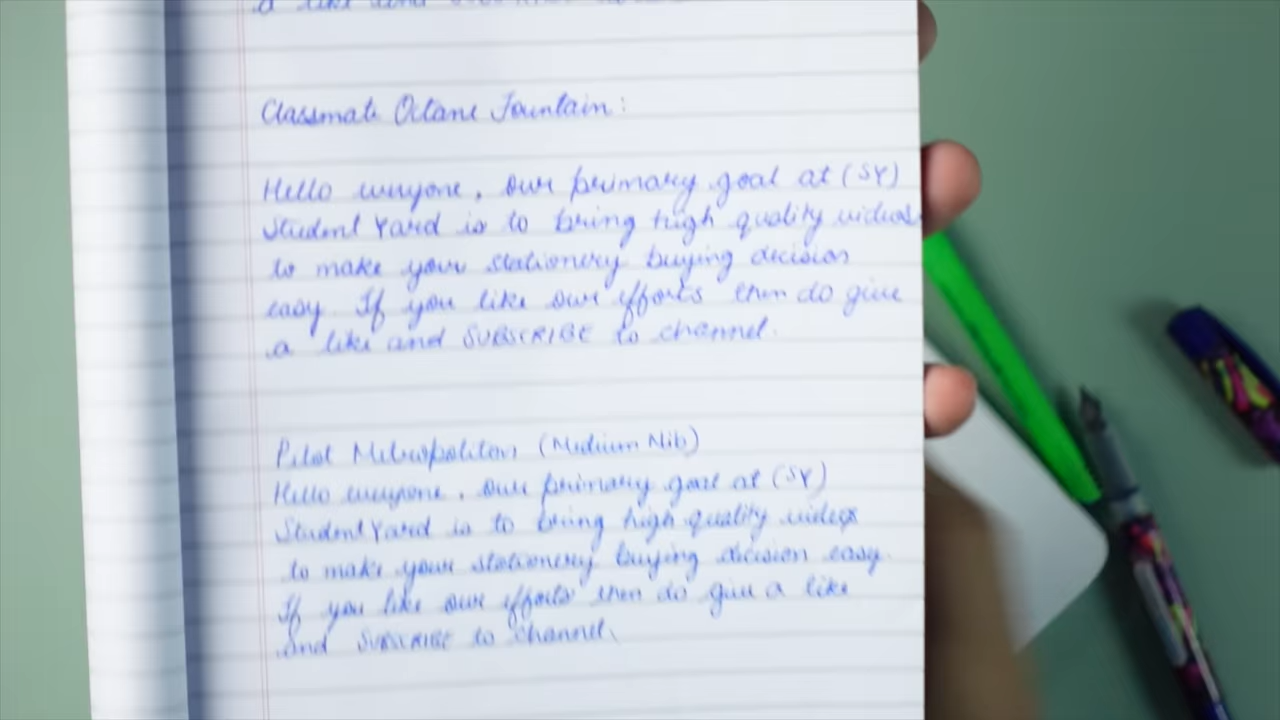 a like and
Classmate Octane Fountain:
Hello everyone, our primary goal at (SY)
Student Yard is to bring high quality videos
to make your stationery buying decision
easy. If you like our efforts then do give
a like and SUBSCRIBE to channel.
Pilot Metropolitan (Medium Nib)
Hello everyone, our primary goal at (SY)
Student Yard is to bring high quality videos
to make your stationery buying decision easy.
If you like our efforts then do give a like
and SUBSCRIBE to channel.